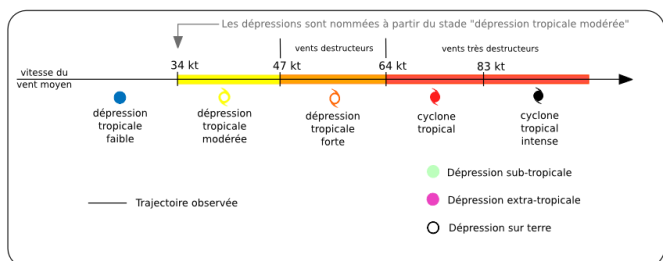 Les dépressions sont nommées à partir du stade "dépression tropicale modérée"
vents destructeurs
vents très destructeurs
vitesse du
vent moyen
34 kt
47 kt
64 kt
83 kt
dépression
tropicale
faible
dépression
tropicale
modérée
dépression
tropicale
forte
cyclone
tropical
cyclone
tropical
intense
Dépression sub-tropicale
Trajectoire observée
Dépression extra-tropicale
Dépression sur terre